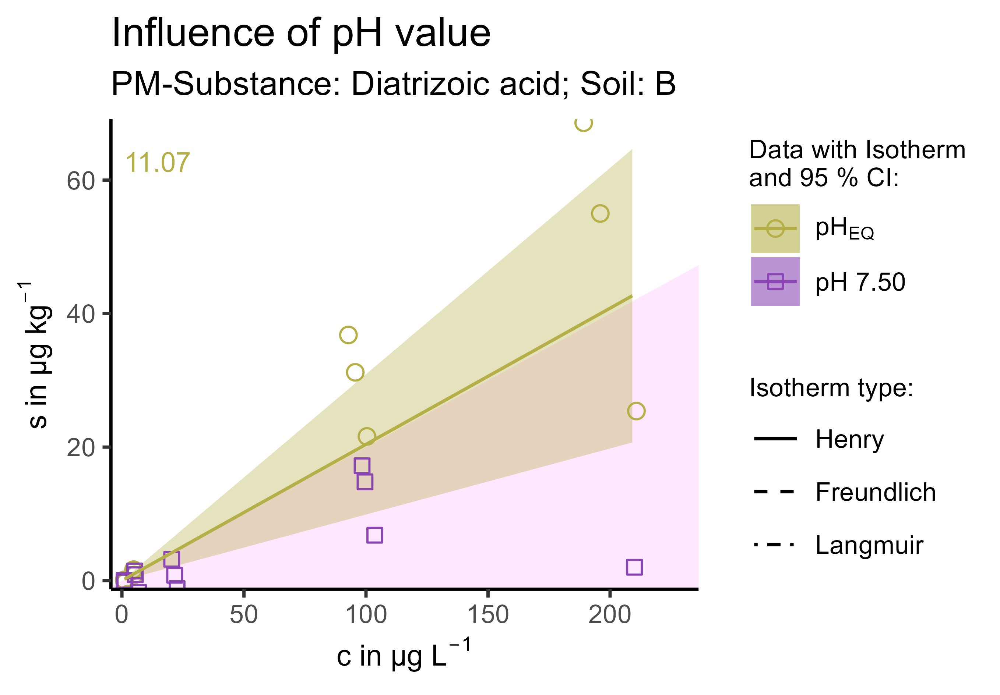 Influence of pH value
PM-Substance: Diatrizoic acid; Soil: B
11.07
60
40
20
0
s in µg kg⁻¹
0 50 100 150 200
c in µg L⁻¹
Data with Isotherm
and 95 % CI:
pH_EQ
pH 7.50
Isotherm type:
Henry
Freundlich
Langmuir